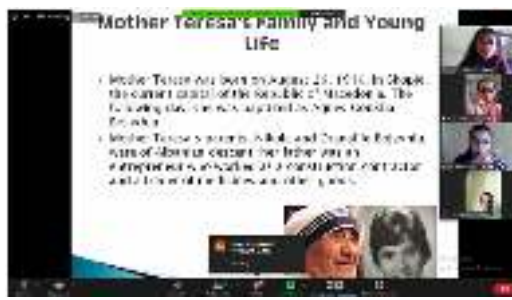 Mother Teresa's Family and Young
Life
Mother Teresa was born on August 26, 1910, in Skopje,
the current capital of the Republic of Macedonia. The
following day, she was baptized as Agnes Gonxha
Mother Teresa's parents, Nikola and Dranafile Bojaxhiu,
were of Albanian descent; her father was an
entrepreneur who worked as a construction contractor
and a trader of medicines and other goods.